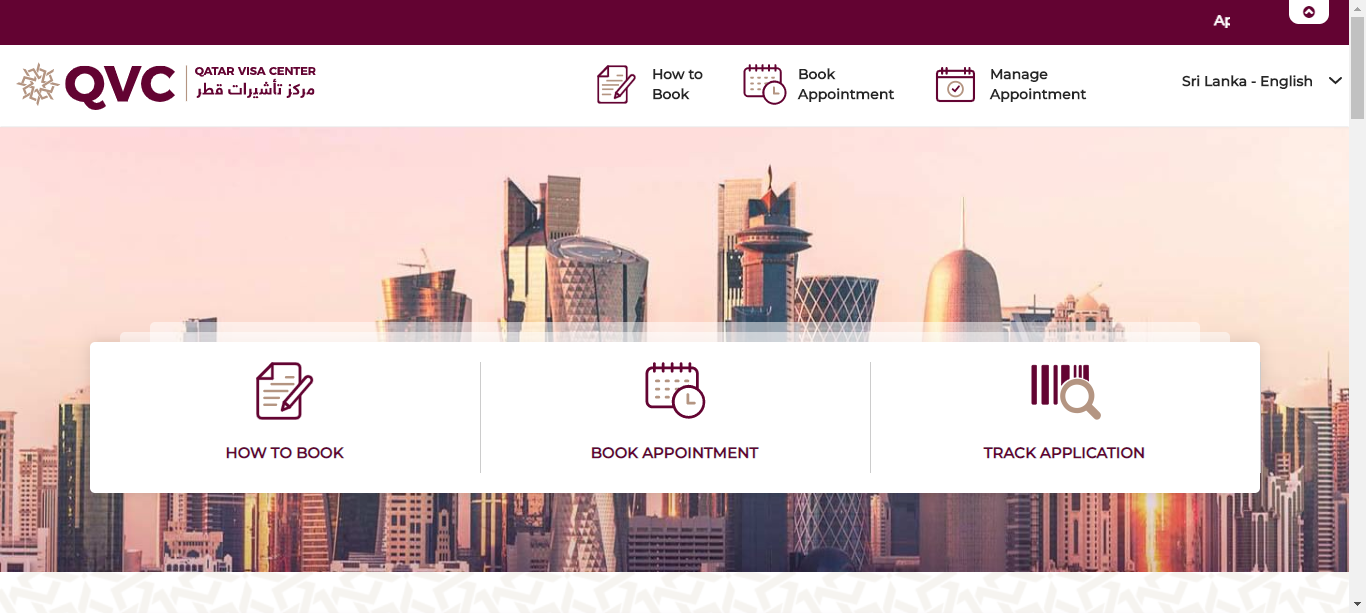 QVC
QATAR VISA CENTER
مركز تأشيرات قطر
How to
Book
Book
Appointment
Manage
Appointment
Sri Lanka - English
HOW TO BOOK
BOOK APPOINTMENT
TRACK APPLICATION